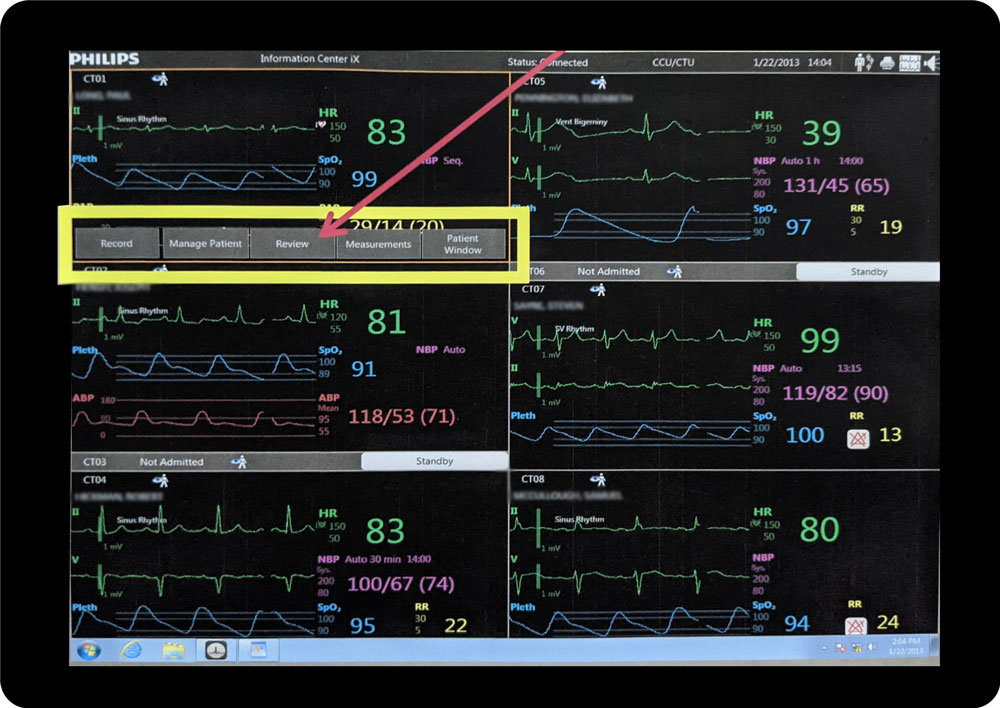 PHILIPS Information Center iX Status: Connected CCU/CTU 1/22/2013 14:04
CT01
II Sinus Rhythm HR 150 50 83
1 mV
Pleth SpO₂ 100 90 99 NBP Seq.
PAP 29/14 (20)
Record Manage Patient Review Measurements Patient Window
CT02
II Sinus Rhythm HR 120 55 81
1 mV
Pleth SpO₂ 100 89 91 NBP Auto
ABP 160 90 0 ABP Mean 95 55 118/53 (71)
CT03 Not Admitted Standby
CT04
II Sinus Rhythm HR 150 50 83
1 mV
V NBP Auto 30 min 14:00
Sys. 200 80 100/67 (74)
1 mV
Pleth SpO₂ 100 90 95 RR 30 5 22
CT05
PENNINGTON, ELIZABETH
II Vent Bigeminy HR 150 30 39
1 mV
V NBP Auto 1 h 14:00
Sys. 200 80 131/45 (65)
1 mV
Pleth SpO₂ 100 90 97 RR 30 5 19
CT06 Not Admitted Standby
CT07
SAYRE, STEVEN
V SV Rhythm HR 150 50 99
1 mV
II NBP Auto 13:15
Sys. 200 80 119/82 (90)
1 mV
Pleth SpO₂ 100 90 100 RR 13
CT08
II Sinus Rhythm HR 150 50 80
1 mV
V NBP
Sys. 200 80
1 mV
Pleth SpO₂ 100 90 94 RR 24
2:04 PM
1/22/2013